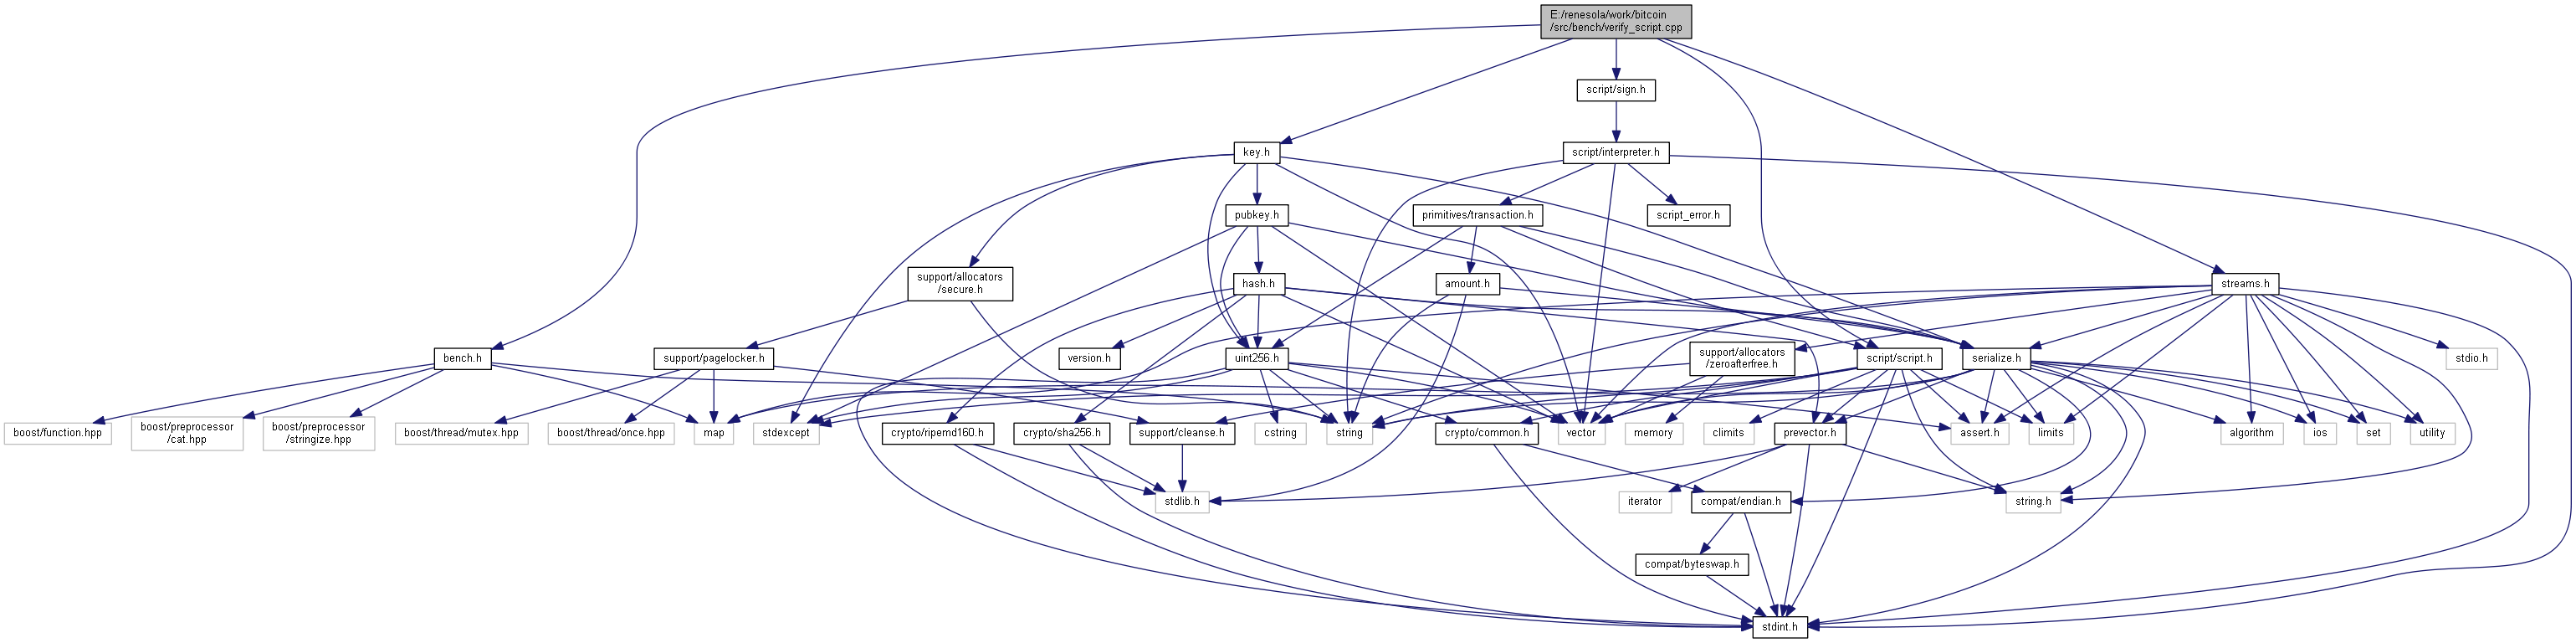 E:/renesola/work/bitcoin
/src/bench/verify_script.cpp
script/sign.h
key.h
script/interpreter.h
pubkey.h
primitives/transaction.h
script_error.h
support/allocators
/secure.h
hash.h
amount.h
streams.h
bench.h
support/pagelocker.h
version.h
uint256.h
support/allocators
/zeroafterfree.h
script/script.h
serialize.h
stdio.h
boost/function.hpp
boost/preprocessor
/cat.hpp
boost/preprocessor
/stringize.hpp
boost/thread/mutex.hpp
boost/thread/once.hpp
map
stdexcept
crypto/ripemd160.h
crypto/sha256.h
support/cleanse.h
cstring
string
crypto/common.h
vector
memory
climits
prevector.h
assert.h
limits
algorithm
ios
set
utility
stdlib.h
iterator
compat/endian.h
string.h
compat/byteswap.h
stdint.h